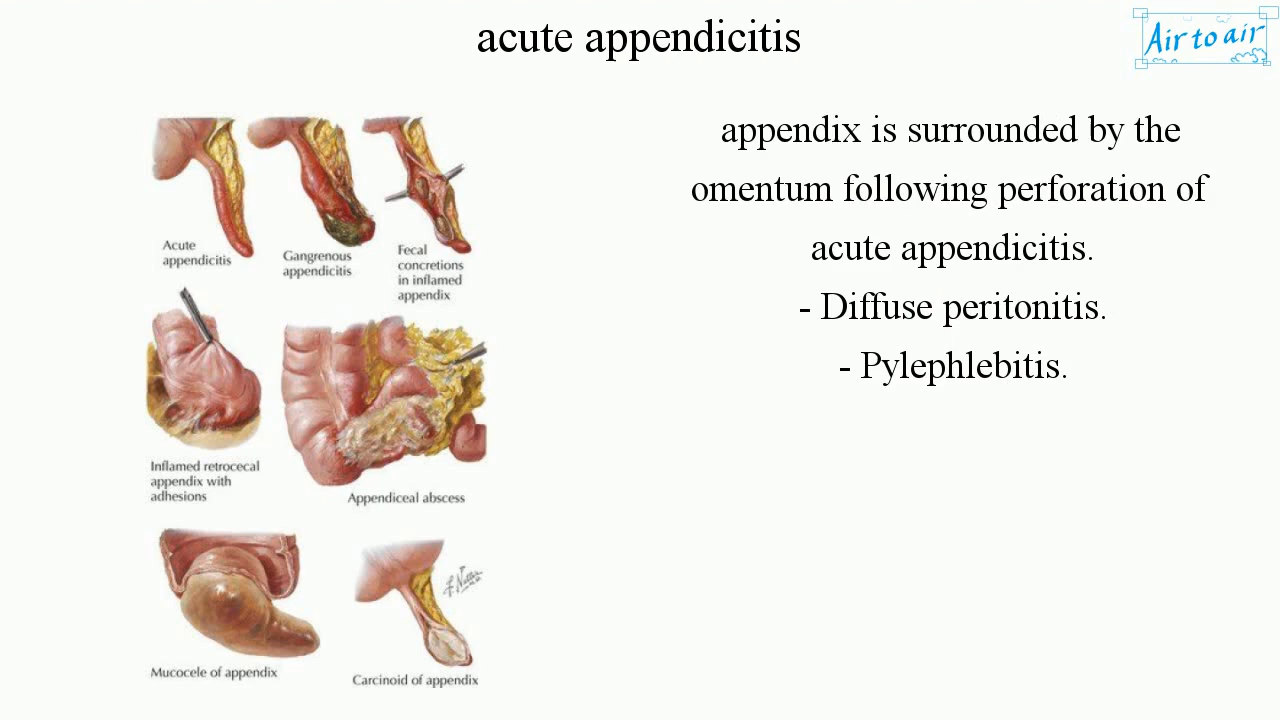 acute appendicitis
Air to air
appendix is surrounded by the
omentum following perforation of
acute appendicitis.
- Diffuse peritonitis.
- Pylephlebitis.
Acute
appendicitis
Gangrenous
appendicitis
Fecal
concretions
in inflamed
appendix
Inflamed retrocecal
appendix with
adhesions
Appendiceal abscess
Mucocele of appendix
Carcinoid of appendix